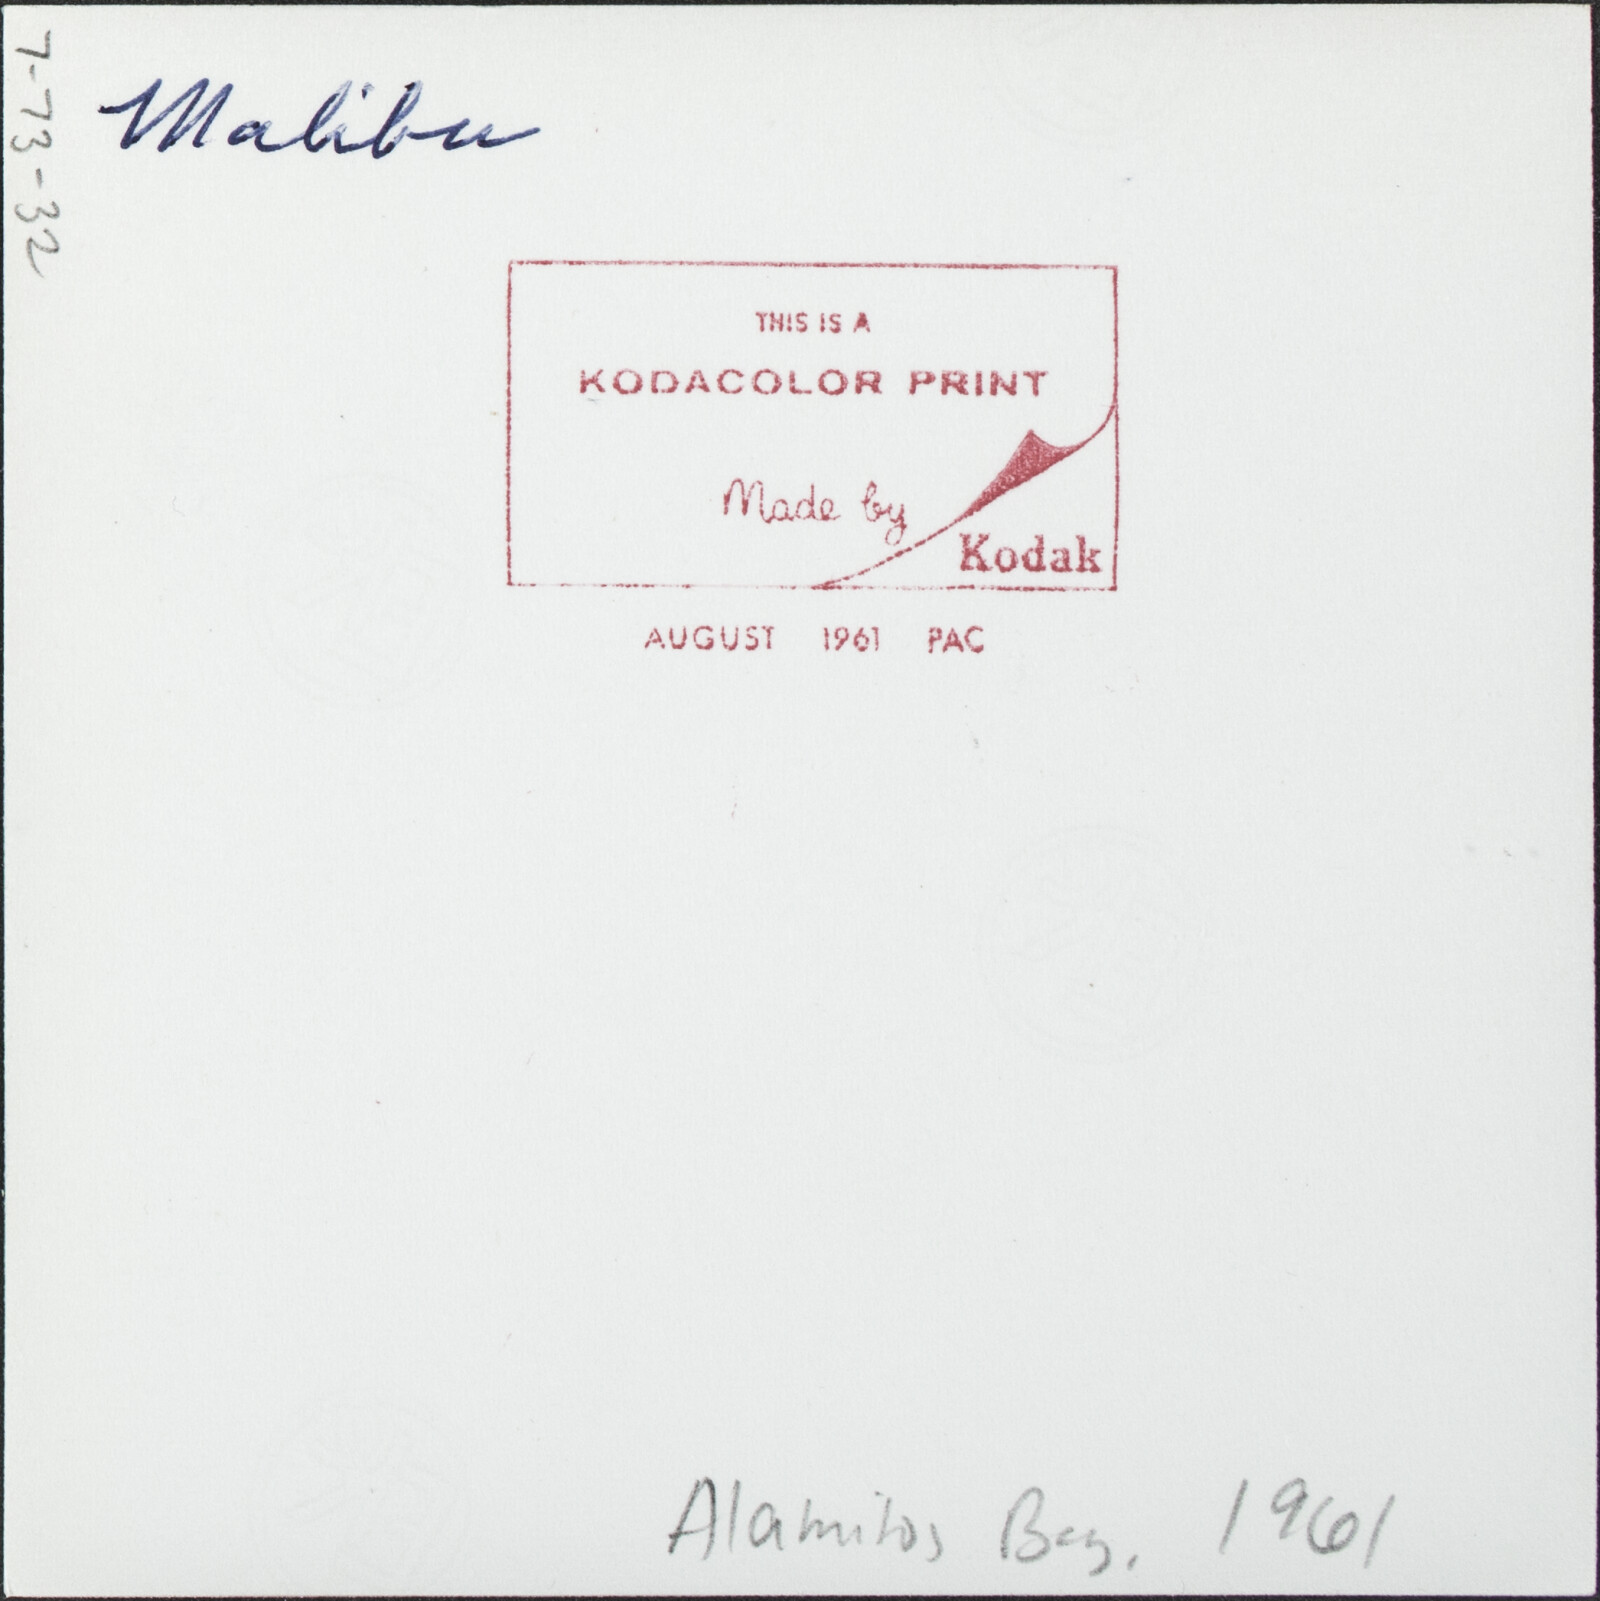 7-73-32
Malibu
THIS IS A
KODACOLOR PRINT
Made by
Kodak
AUGUST 1961 PAC
Alamitos Bay, 1961